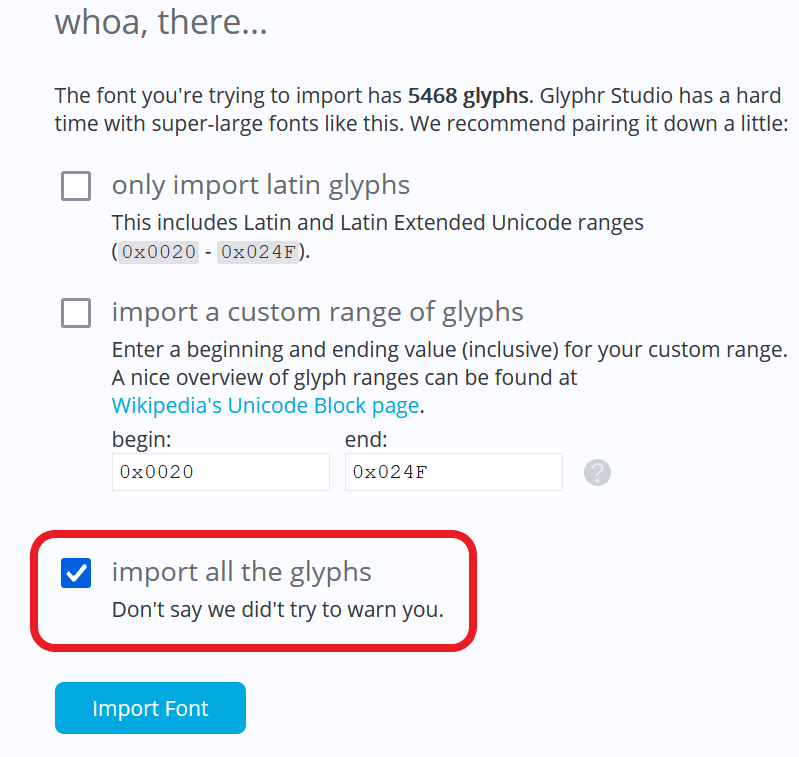 whoa, there...
The font you're trying to import has 5468 glyphs. Glyphr Studio has a hard
time with super-large fonts like this. We recommend pairing it down a little:
only import latin glyphs
This includes Latin and Latin Extended Unicode ranges
(0x0020 - 0x024F).
import a custom range of glyphs
Enter a beginning and ending value (inclusive) for your custom range.
A nice overview of glyph ranges can be found at
Wikipedia's Unicode Block page.
begin: end:
0x0020 0x024F ?
import all the glyphs
Don't say we did't try to warn you.
Import Font